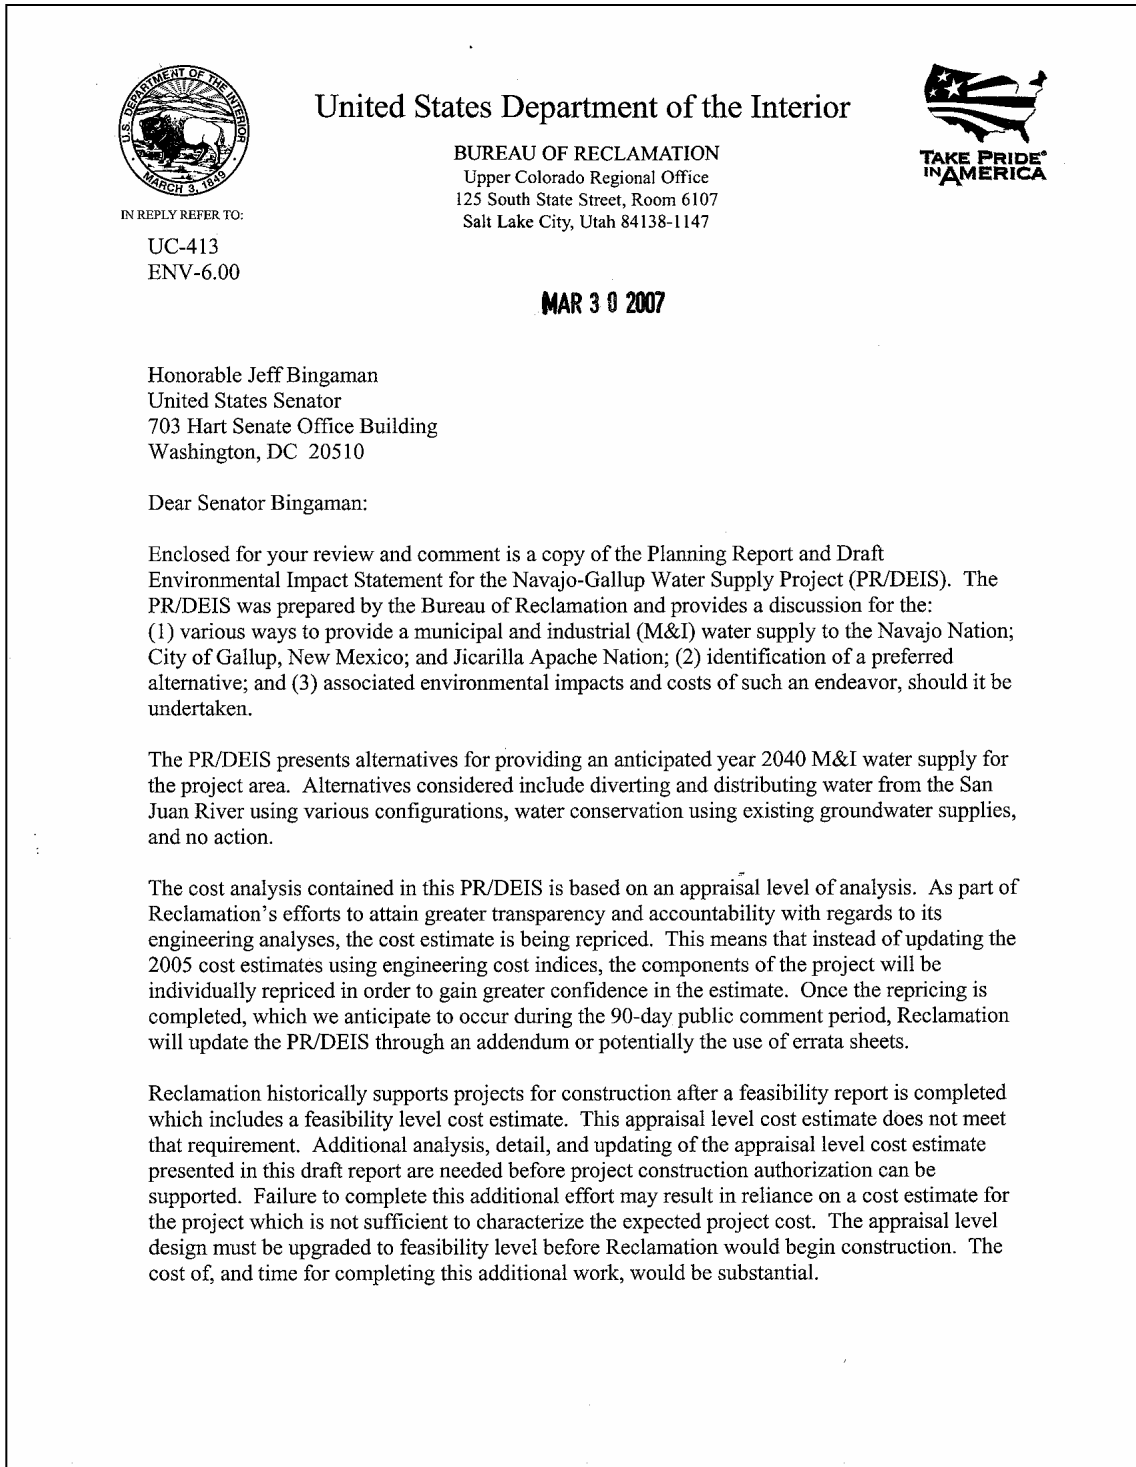 U.S. DEPARTMENT OF THE INTERIOR
MARCH 3, 1849
United States Department of the Interior
TAKE PRIDE®
IN AMERICA
BUREAU OF RECLAMATION
Upper Colorado Regional Office
125 South State Street, Room 6107
Salt Lake City, Utah 84138-1147
IN REPLY REFER TO:
UC-413
ENV-6.00
MAR 30 2007
Honorable Jeff Bingaman
United States Senator
703 Hart Senate Office Building
Washington, DC 20510
Dear Senator Bingaman:
Enclosed for your review and comment is a copy of the Planning Report and Draft
Environmental Impact Statement for the Navajo-Gallup Water Supply Project (PR/DEIS). The
PR/DEIS was prepared by the Bureau of Reclamation and provides a discussion for the:
(1) various ways to provide a municipal and industrial (M&I) water supply to the Navajo Nation;
City of Gallup, New Mexico; and Jicarilla Apache Nation; (2) identification of a preferred
alternative; and (3) associated environmental impacts and costs of such an endeavor, should it be
undertaken.
The PR/DEIS presents alternatives for providing an anticipated year 2040 M&I water supply for
the project area. Alternatives considered include diverting and distributing water from the San
Juan River using various configurations, water conservation using existing groundwater supplies,
and no action.
The cost analysis contained in this PR/DEIS is based on an appraisal level of analysis. As part of
Reclamation's efforts to attain greater transparency and accountability with regards to its
engineering analyses, the cost estimate is being repriced. This means that instead of updating the
2005 cost estimates using engineering cost indices, the components of the project will be
individually repriced in order to gain greater confidence in the estimate. Once the repricing is
completed, which we anticipate to occur during the 90-day public comment period, Reclamation
will update the PR/DEIS through an addendum or potentially the use of errata sheets.
Reclamation historically supports projects for construction after a feasibility report is completed
which includes a feasibility level cost estimate. This appraisal level cost estimate does not meet
that requirement. Additional analysis, detail, and updating of the appraisal level cost estimate
presented in this draft report are needed before project construction authorization can be
supported. Failure to complete this additional effort may result in reliance on a cost estimate for
the project which is not sufficient to characterize the expected project cost. The appraisal level
design must be upgraded to feasibility level before Reclamation would begin construction. The
cost of, and time for completing this additional work, would be substantial.